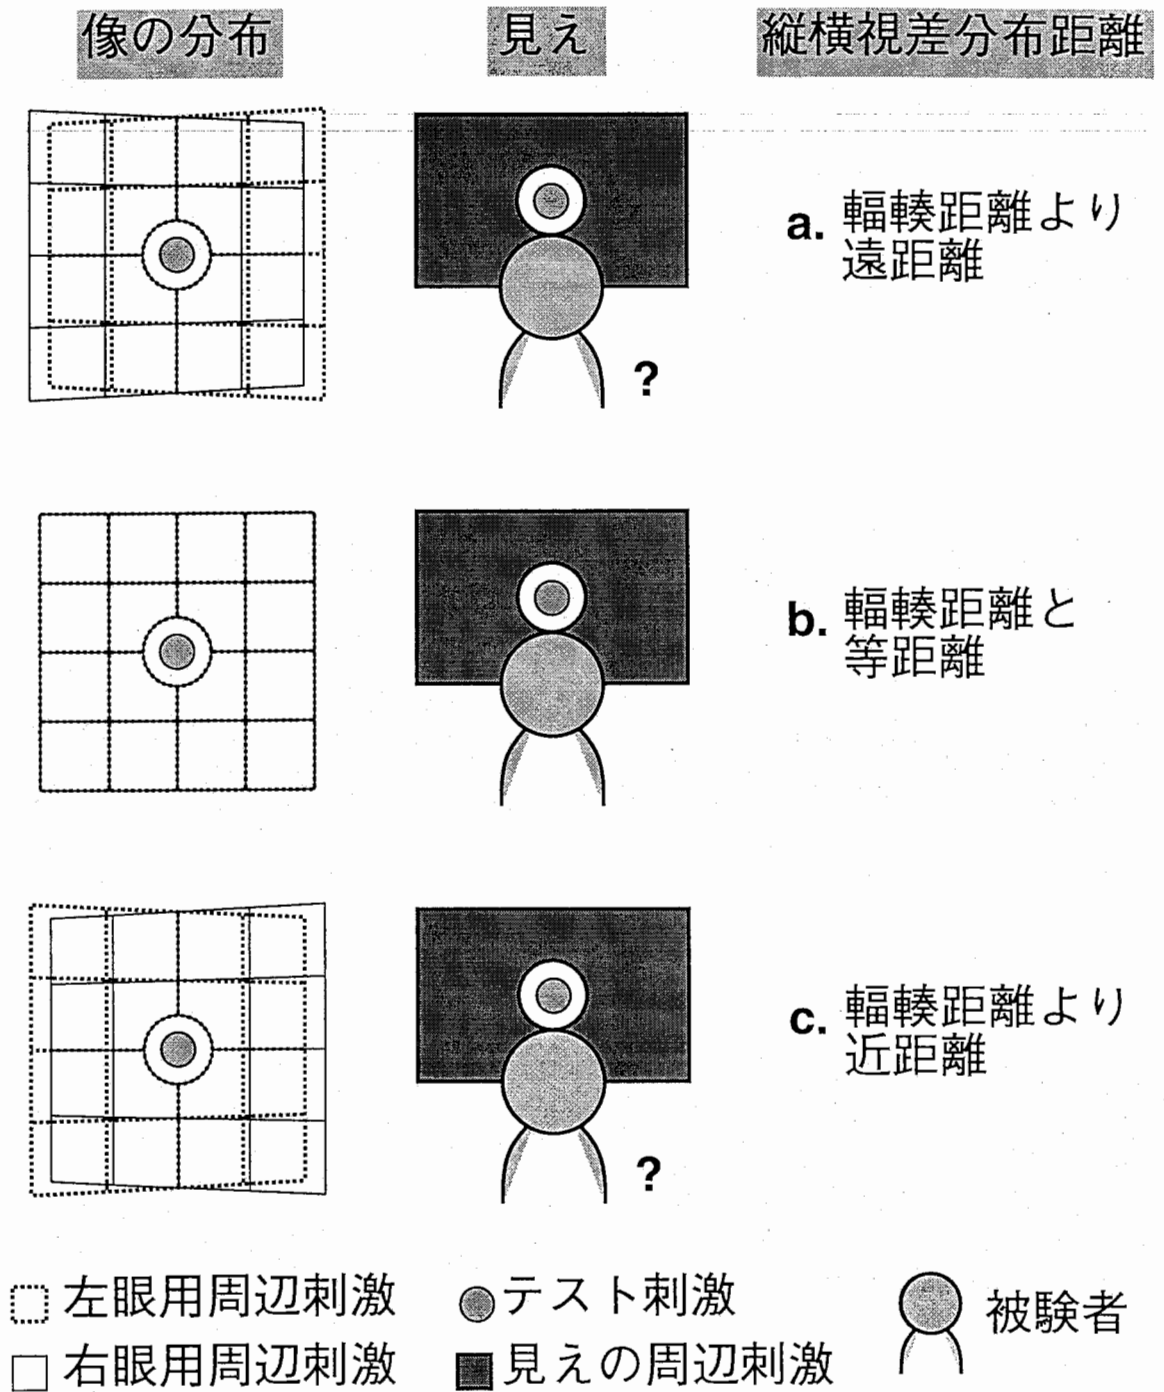 像の分布
見え
縦横視差分布距離
a. 輻輳距離より
遠距離
?
b. 輻輳距離と
等距離
c. 輻輳距離より
近距離
?
左眼用周辺刺激
テスト刺激
被験者
右眼用周辺刺激
見えの周辺刺激